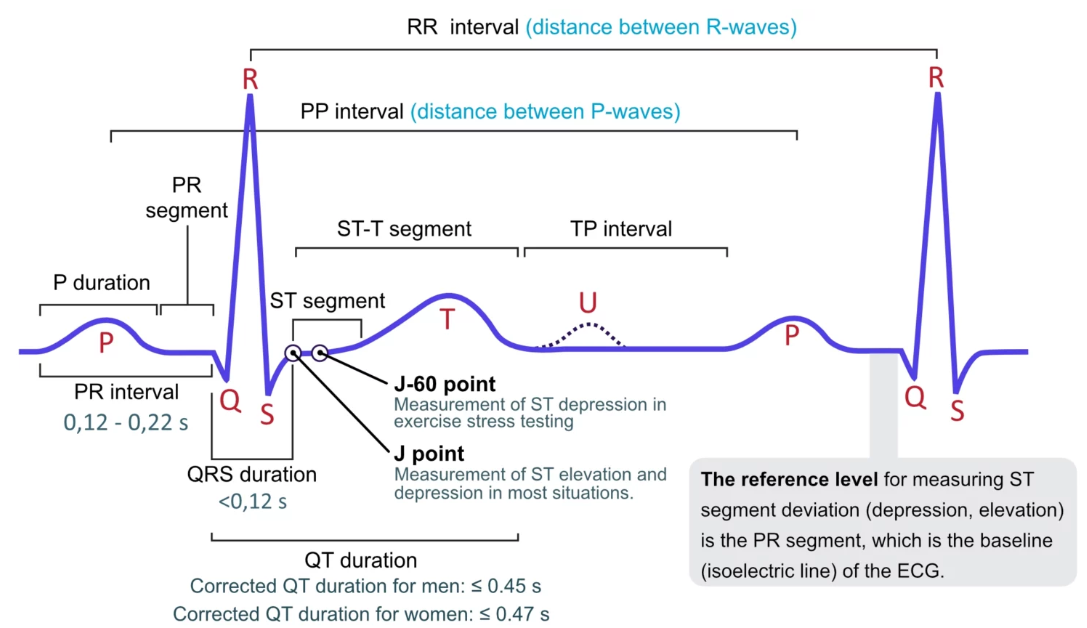 RR interval (distance between R-waves)
R
R
PP interval (distance between P-waves)
PR
segment
ST-T segment
TP interval
P duration
ST segment
U
T
P
P
PR interval
0,12 - 0,22 s
Q
S
Q
S
J-60 point
Measurement of ST depression in
exercise stress testing
J point
Measurement of ST elevation and
depression in most situations.
QRS duration
<0,12 s
The reference level for measuring ST
segment deviation (depression, elevation)
is the PR segment, which is the baseline
(isoelectric line) of the ECG.
QT duration
Corrected QT duration for men: ≤ 0.45 s
Corrected QT duration for women: ≤ 0.47 s